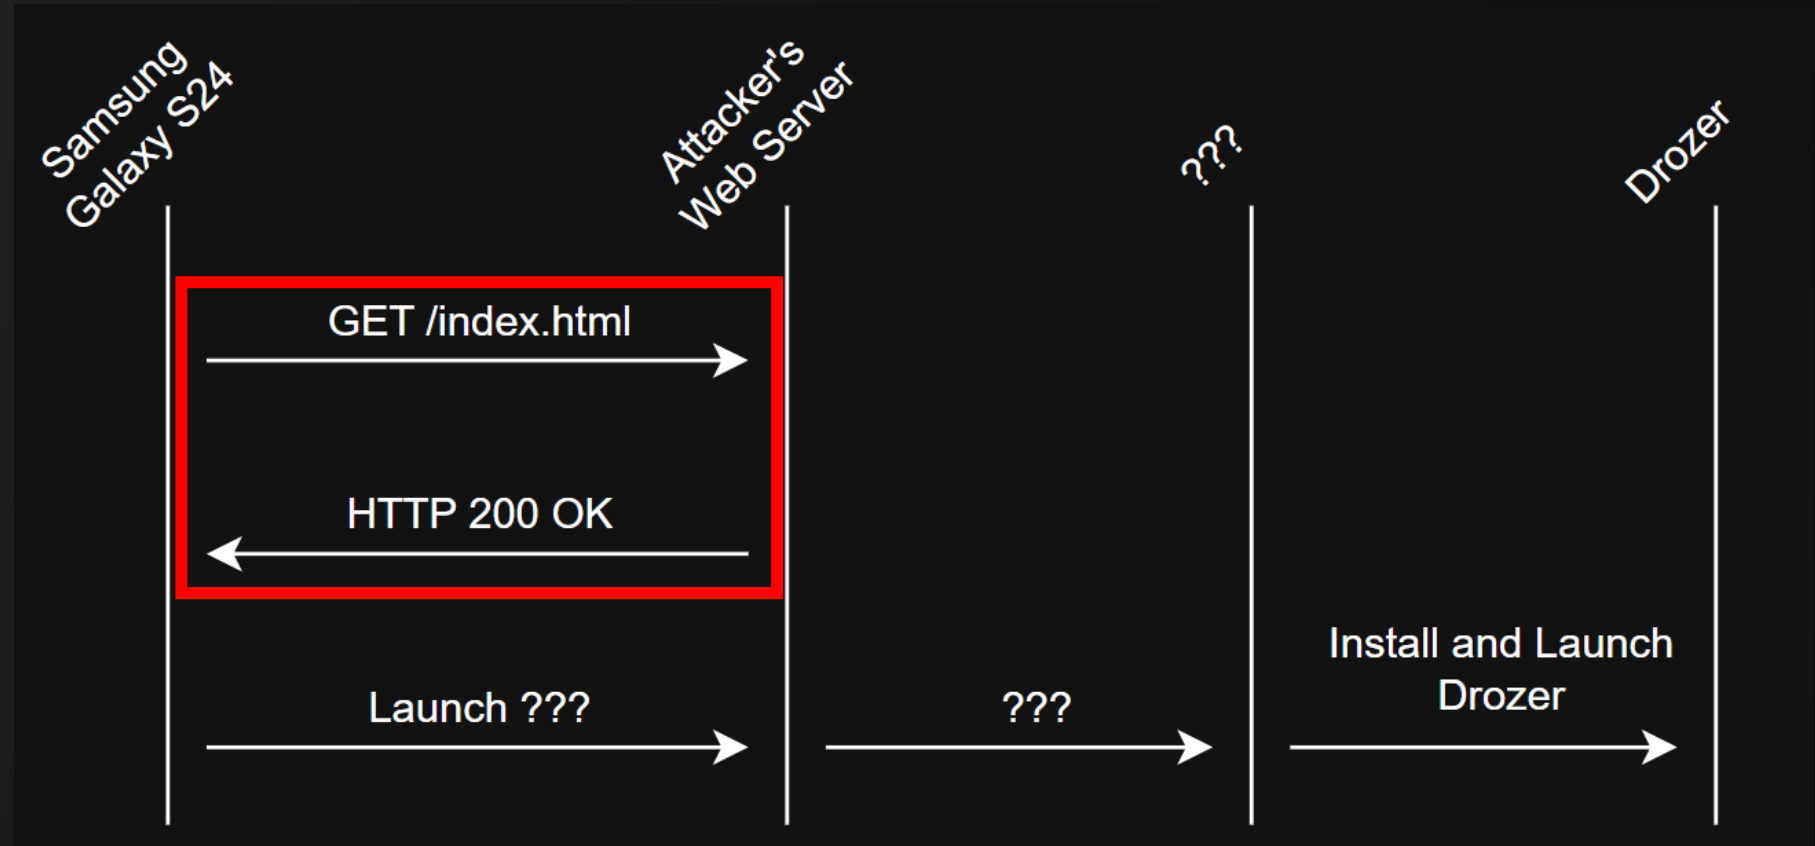 Samsung
Galaxy S24
Attacker's
Web Server
???
Drozer
GET /index.html
HTTP 200 OK
Launch ???
???
Install and Launch
Drozer